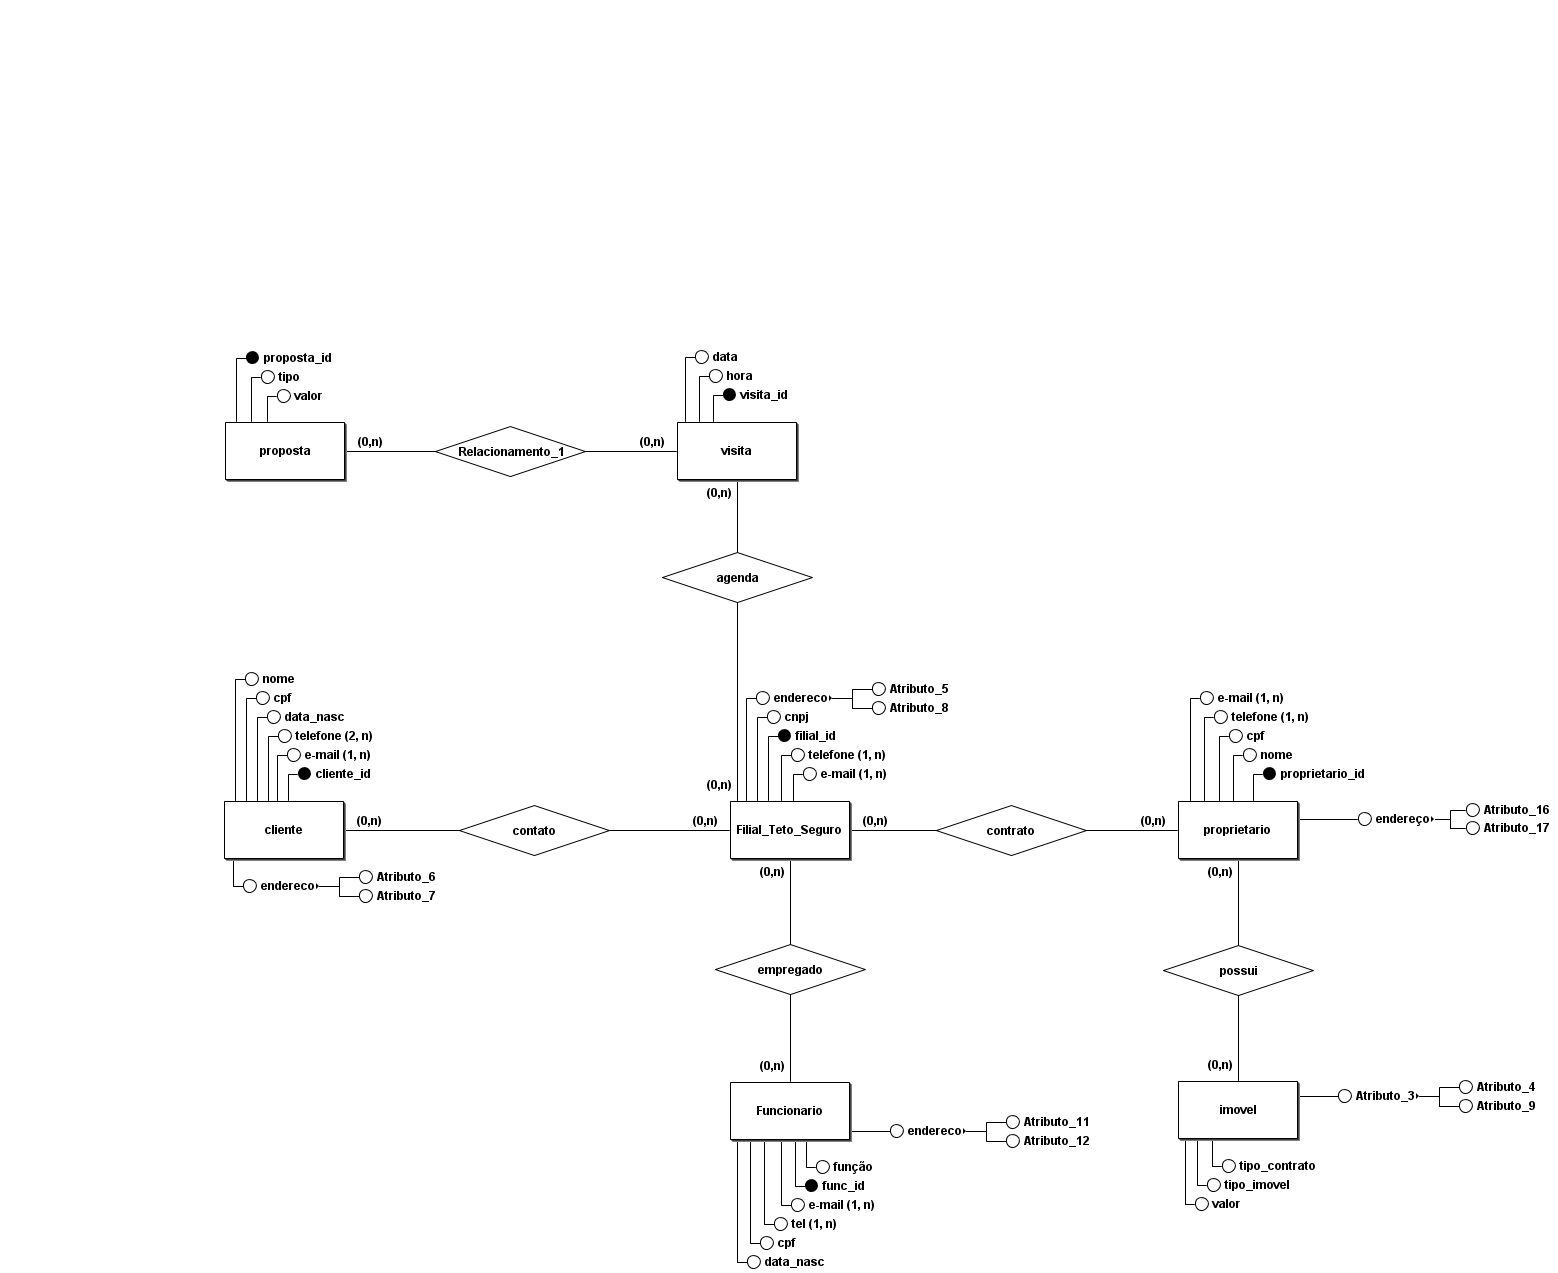 proposta_id
tipo
valor
proposta
(0,n)
Relacionamento_1
(0,n)
data
hora
visita_id
visita
(0,n)
agenda
(0,n)
nome
cpf
data_nasc
telefone (2, n)
e-mail (1, n)
cliente_id
cliente
(0,n)
endereco
Atributo_6
Atributo_7
contato
(0,n)
endereco
Atributo_5
Atributo_8
cnpj
filial_id
telefone (1, n)
e-mail (1, n)
Filial_Teto_Seguro
(0,n)
contrato
(0,n)
e-mail (1, n)
telefone (1, n)
cpf
nome
proprietario_id
proprietario
endereço
Atributo_16
Atributo_17
(0,n)
empregado
(0,n)
(0,n)
possui
(0,n)
Funcionario
endereco
Atributo_11
Atributo_12
função
func_id
e-mail (1, n)
tel (1, n)
cpf
data_nasc
imovel
Atributo_3
Atributo_4
Atributo_9
tipo_contrato
tipo_imovel
valor